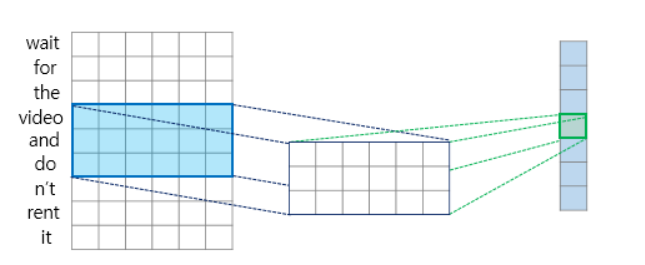 wait
for
the
video
and
do
n't
rent
it